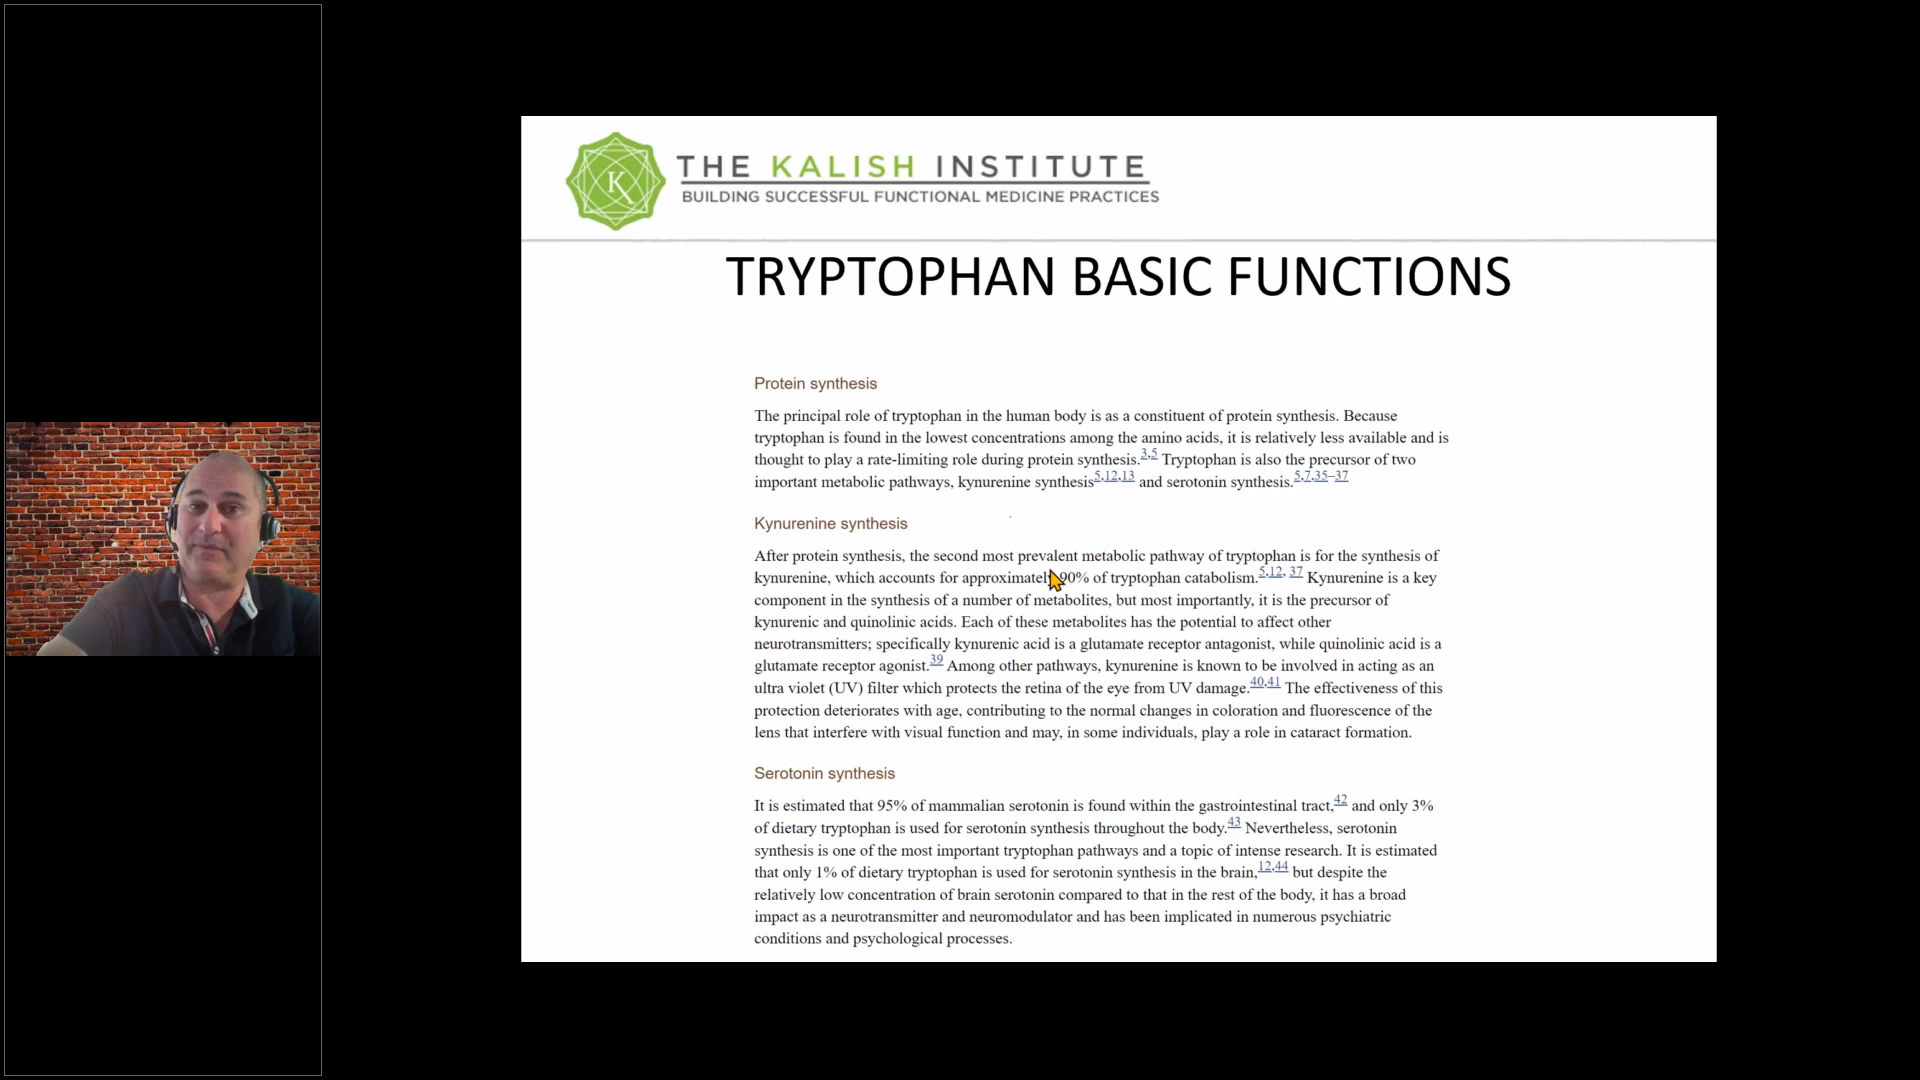 THE KALISH INSTITUTE
BUILDING SUCCESSFUL FUNCTIONAL MEDICINE PRACTICES
K
TRYPTOPHAN BASIC FUNCTIONS
Protein synthesis
The principal role of tryptophan in the human body is as a constituent of protein synthesis. Because
tryptophan is found in the lowest concentrations among the amino acids, it is relatively less available and is
thought to play a rate-limiting role during protein synthesis.3,5 Tryptophan is also the precursor of two
important metabolic pathways, kynurenine synthesis5,12,13 and serotonin synthesis.5,7,35–37
Kynurenine synthesis
After protein synthesis, the second most prevalent metabolic pathway of tryptophan is for the synthesis of
kynurenine, which accounts for approximately 90% of tryptophan catabolism.5,12, 37 Kynurenine is a key
component in the synthesis of a number of metabolites, but most importantly, it is the precursor of
kynurenic and quinolinic acids. Each of these metabolites has the potential to affect other
neurotransmitters; specifically kynurenic acid is a glutamate receptor antagonist, while quinolinic acid is a
glutamate receptor agonist.39 Among other pathways, kynurenine is known to be involved in acting as an
ultra violet (UV) filter which protects the retina of the eye from UV damage.40,41 The effectiveness of this
protection deteriorates with age, contributing to the normal changes in coloration and fluorescence of the
lens that interfere with visual function and may, in some individuals, play a role in cataract formation.
Serotonin synthesis
It is estimated that 95% of mammalian serotonin is found within the gastrointestinal tract,42 and only 3%
of dietary tryptophan is used for serotonin synthesis throughout the body.43 Nevertheless, serotonin
synthesis is one of the most important tryptophan pathways and a topic of intense research. It is estimated
that only 1% of dietary tryptophan is used for serotonin synthesis in the brain,12,44 but despite the
relatively low concentration of brain serotonin compared to that in the rest of the body, it has a broad
impact as a neurotransmitter and neuromodulator and has been implicated in numerous psychiatric
conditions and psychological processes.